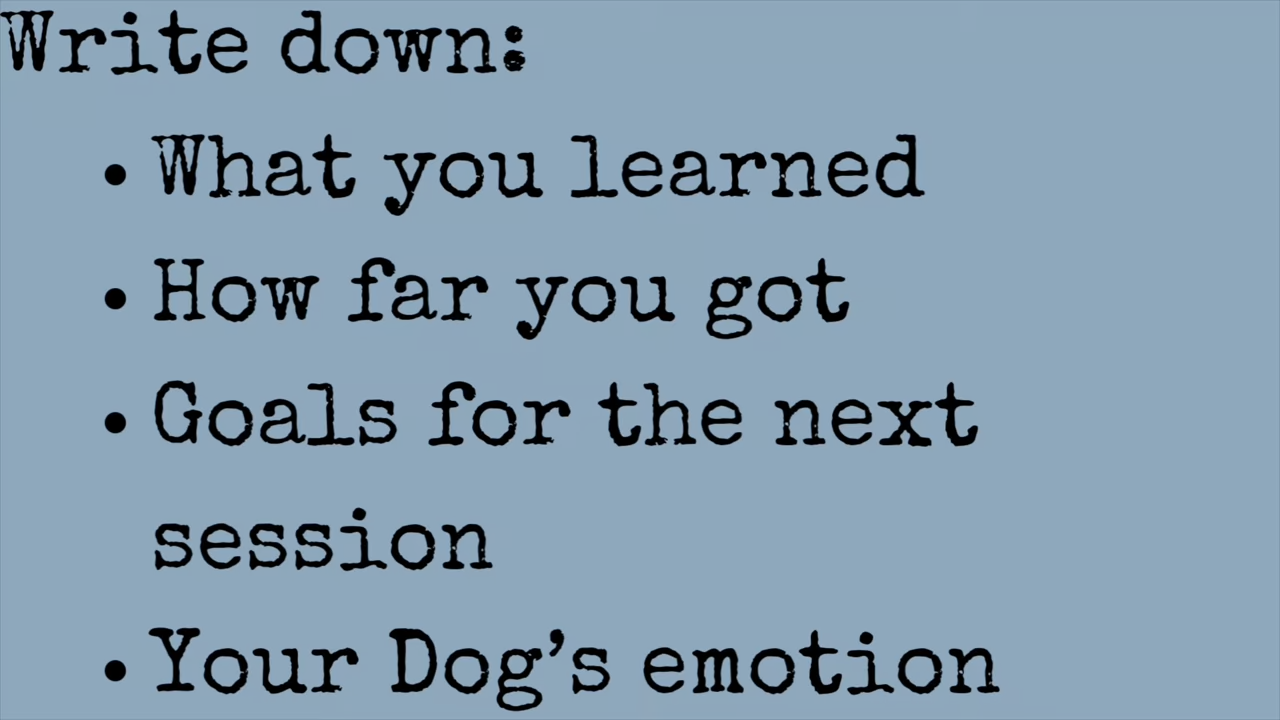 Write down:
• What you learned
• How far you got
• Goals for the next
session
• Your Dog’s emotion